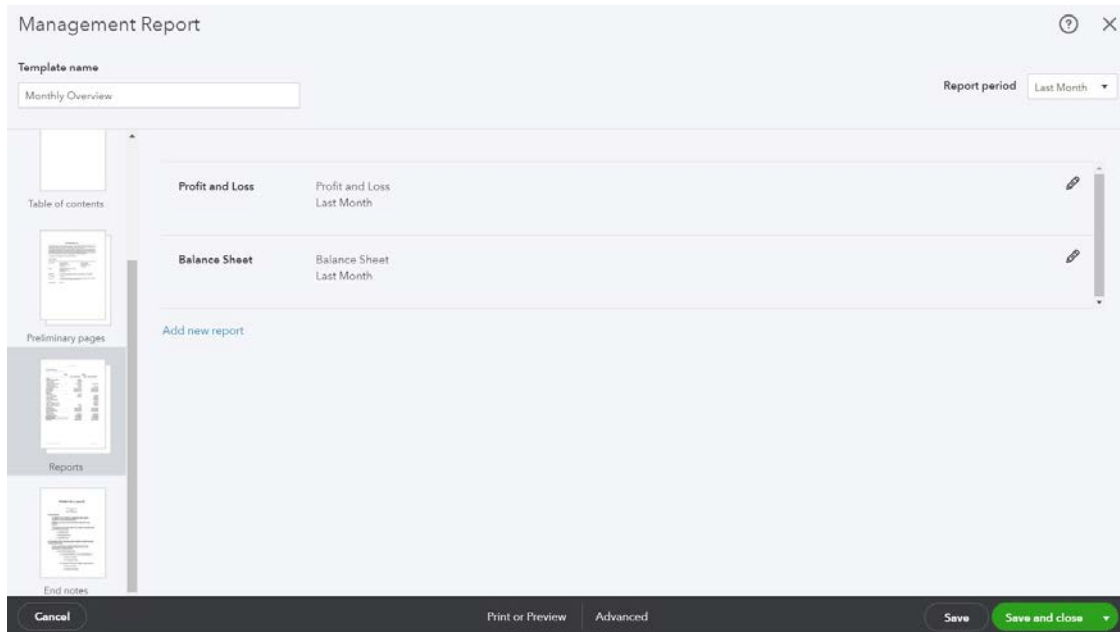 Management Report
Template name
Monthly Overview
Report period
Last Month
Table of contents
Preliminary pages
Reports
End notes
Profit and Loss
Profit and Loss
Last Month
Balance Sheet
Balance Sheet
Last Month
Add new report
Cancel
Print or Preview
Advanced
Save
Save and close